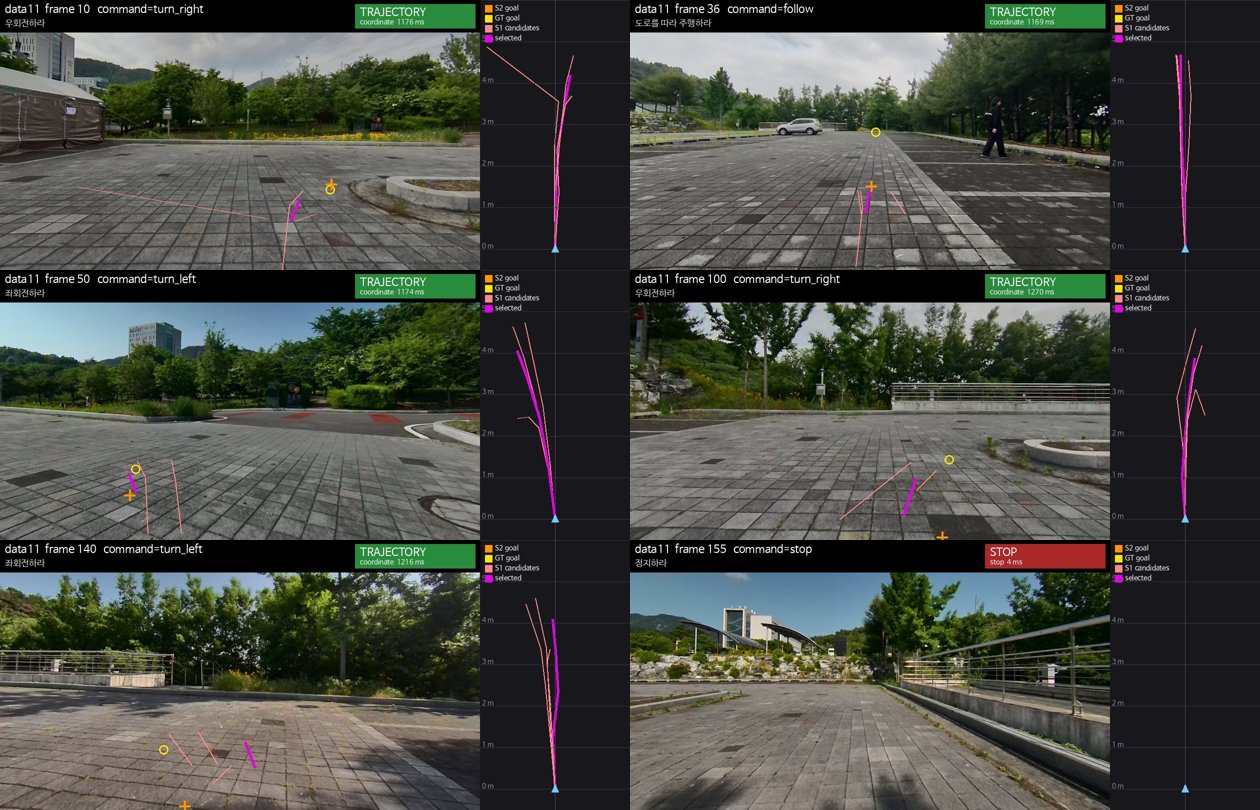 data11 frame 10 command=turn_right
우회전하라
TRAJECTORY
coordinate 1176 ms
S2 goal
GT goal
S1 candidates
selected
4 m
3 m
2 m
1 m
0 m
data11 frame 36 command=follow
도로를 따라 주행하라
TRAJECTORY
coordinate 1169 ms
S2 goal
GT goal
S1 candidates
selected
4 m
3 m
2 m
1 m
0 m
data11 frame 50 command=turn_left
좌회전하라
TRAJECTORY
coordinate 1174 ms
S2 goal
GT goal
S1 candidates
selected
4 m
3 m
2 m
1 m
0 m
data11 frame 100 command=turn_right
우회전하라
TRAJECTORY
coordinate 1270 ms
S2 goal
GT goal
S1 candidates
selected
4 m
3 m
2 m
1 m
0 m
data11 frame 140 command=turn_left
좌회전하라
TRAJECTORY
coordinate 1216 ms
S2 goal
GT goal
S1 candidates
selected
4 m
3 m
2 m
1 m
0 m
data11 frame 155 command=stop
정지하라
STOP
stop 4 ms
S2 goal
GT goal
S1 candidates
selected
4 m
3 m
2 m
1 m
0 m